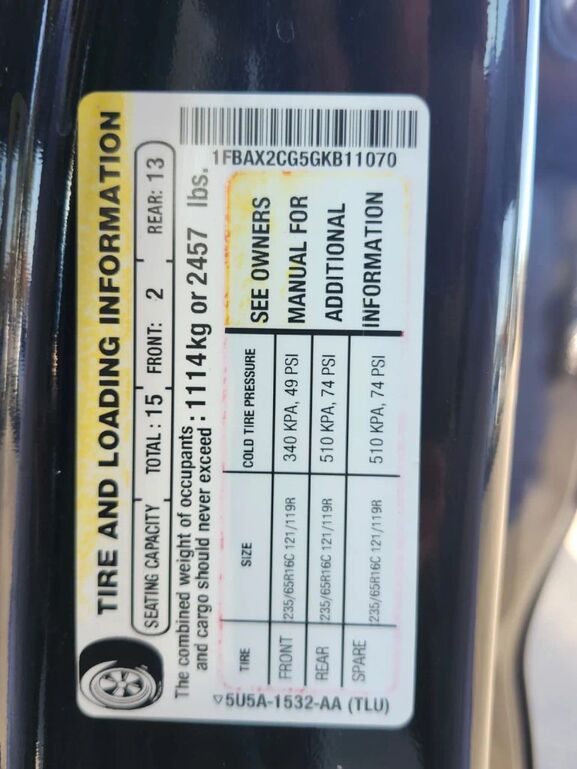 TIRE AND LOADING INFORMATION
SEATING CAPACITY TOTAL : 15 FRONT: 2 REAR: 13
The combined weight of occupants
and cargo should never exceed : 1114kg or 2457 lbs.
TIRE SIZE COLD TIRE PRESSURE
FRONT 235/65R16C 121/119R 340 KPA, 49 PSI
REAR 235/65R16C 121/119R 510 KPA, 74 PSI
SPARE 235/65R16C 121/119R 510 KPA, 74 PSI
SEE OWNERS
MANUAL FOR
ADDITIONAL
INFORMATION
▽5U5A-1532-AA (TLU)
1FBAX2CG5GKB11070